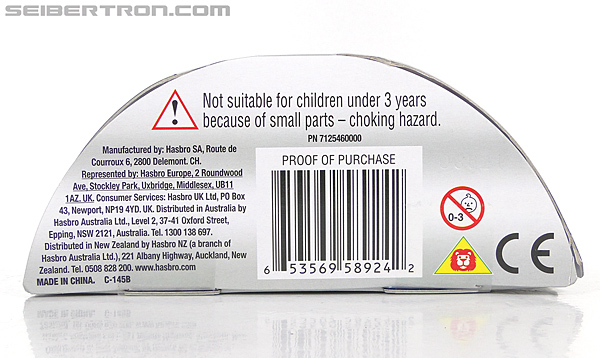 SEIBERTRON.COM
Not suitable for children under 3 years
because of small parts – choking hazard.
PN 7125460000
Manufactured by: Hasbro SA, Route de
Courroux 6, 2800 Delemont. CH.
Represented by: Hasbro Europe, 2 Roundwood
Ave, Stockley Park, Uxbridge, Middlesex, UB11
1AZ. UK. Consumer Services: Hasbro UK Ltd, PO Box
43, Newport, NP19 4YD. UK. Distributed in Australia by
Hasbro Australia Ltd., Level 2, 37-41 Oxford Street,
Epping, NSW 2121, Australia. Tel. 1300 138 697.
Distributed in New Zealand by Hasbro NZ (a branch of
Hasbro Australia Ltd.), 221 Albany Highway, Auckland, New
Zealand. Tel. 0508 828 200. www.hasbro.com.
MADE IN CHINA. C-145B
PROOF OF PURCHASE
6 53569 58924 2
0-3
CE